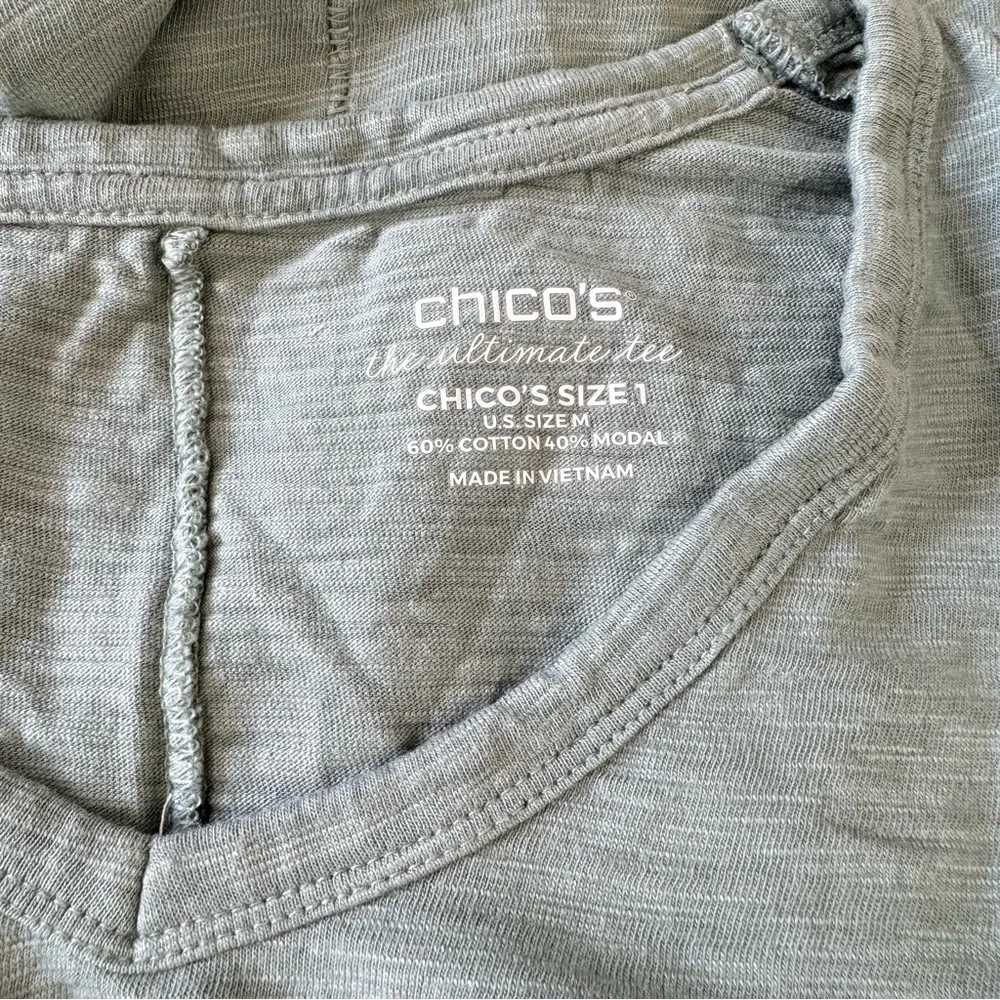 chico's
the ultimate tee
CHICO'S SIZE 1
U.S. SIZE M
60% COTTON 40% MODAL
MADE IN VIETNAM